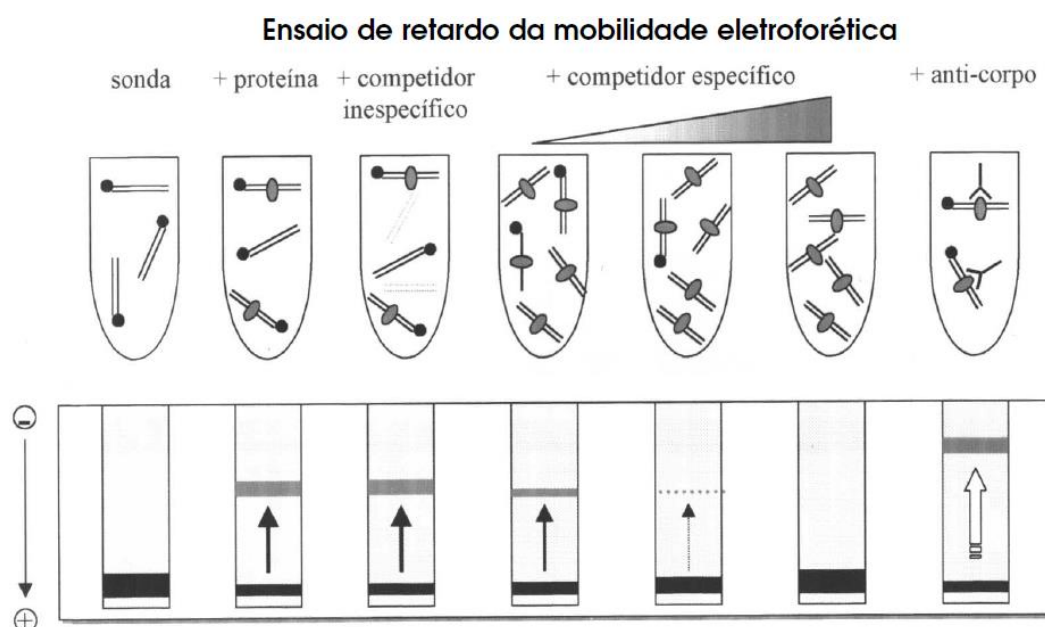 Ensaio de retardo da mobilidade eletroforética
sonda
+ proteína
+ competidor
inespecífico
+ competidor específico
+ anti-corpo
-
+